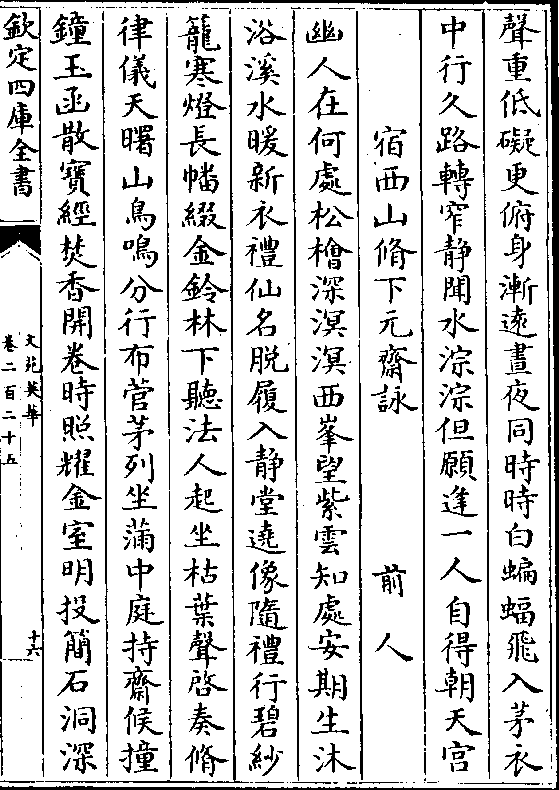 聲重低礙更俯身漸逺晝夜同時時白蝙蝠飛入茅衣
中行久路轉窄静聞水淙淙但願逢一人自得朝天宮
宿西山脩下元齋詠 前人
幽人在何處松檜深溟溟西峯望紫雲知處安期生沐
浴溪水暖新衣禮仙名脱履入静堂遶像隨禮行碧紗
籠寒燈長幡綴金鈴林下聽法人起坐枯葉聲啓奏脩
律儀天曙山鳥鳴分行布菅茅列坐蒲中庭持齋候撞
鐘玉函散寶經焚香開卷時照耀金室明投簡石洞深
欽定四庫全書
文苑英華
卷二百二十五
十六